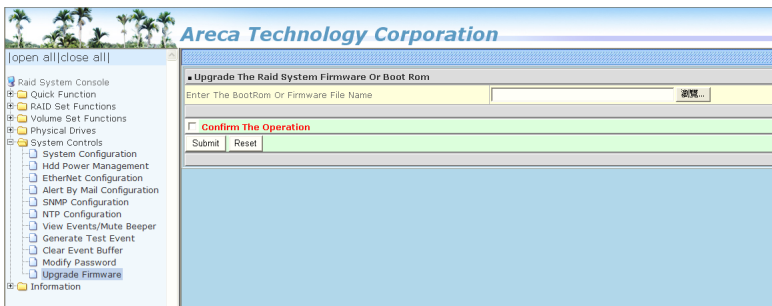 Areca Technology Corporation
|open all|close all|
Raid System Console
Quick Function
RAID Set Functions
Volume Set Functions
Physical Drives
System Controls
System Configuration
Hdd Power Management
EtherNet Configuration
Alert By Mail Configuration
SNMP Configuration
NTP Configuration
View Events/Mute Beeper
Generate Test Event
Clear Event Buffer
Modify Password
Upgrade Firmware
Information
Upgrade The Raid System Firmware Or Boot Rom
Enter The BootRom Or Firmware File Name
瀏覽...
Confirm The Operation
Submit Reset